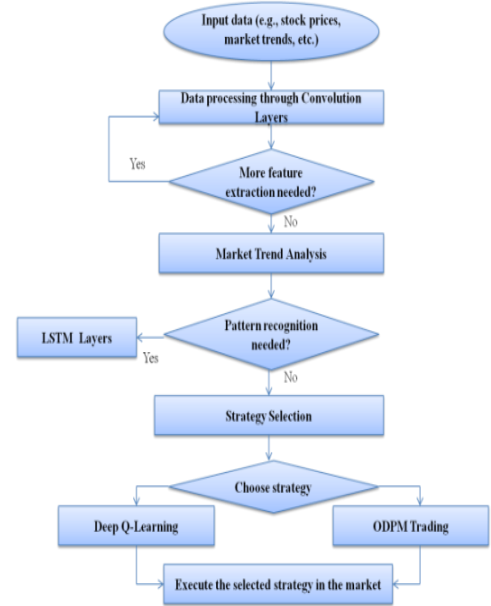 Input data (e.g., stock prices,
market trends, etc.)
Data processing through Convolution
Layers
Yes
More feature
extraction needed?
No
Market Trend Analysis
Pattern recognition
needed?
LSTM Layers
Yes
No
Strategy Selection
Choose strategy
Deep Q-Learning
ODPM Trading
Execute the selected strategy in the market